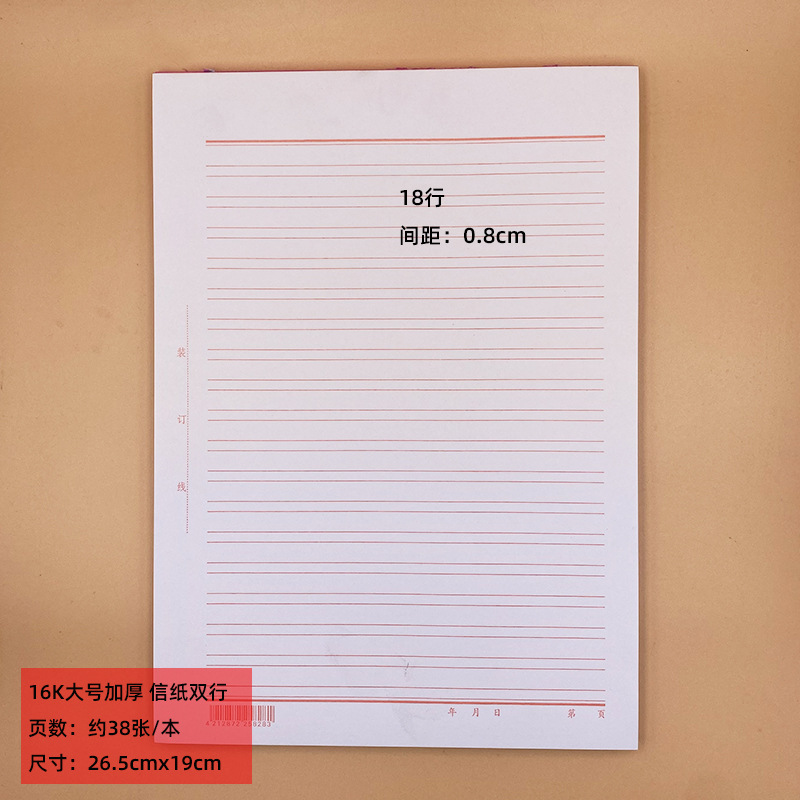 18行
间距：0.8cm
装
订
线
年 月 日 第 页
16K大号加厚 信纸双行
页数：约38张/本
尺寸：26.5cmx19cm